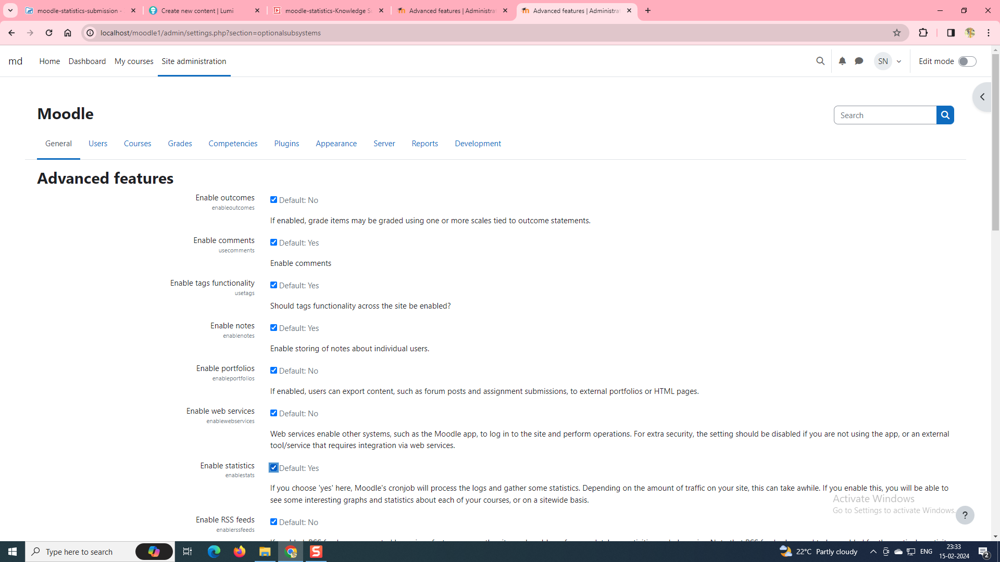 moodle-statistics-submission -
Create new content | Lumi
moodle-statistics-Knowledge S
Advanced features | Administra
Advanced features | Administra
localhost/moodle1/admin/settings.php?section=optionalsubsystems
md
Home
Dashboard
My courses
Site administration
SN
Edit mode
Moodle
Search
General
Users
Courses
Grades
Competencies
Plugins
Appearance
Server
Reports
Development
Advanced features
Enable outcomes
Default: No
enableoutcomes
If enabled, grade items may be graded using one or more scales tied to outcome statements.
Enable comments
Default: Yes
usecomments
Enable comments
Enable tags functionality
Default: Yes
usetags
Should tags functionality across the site be enabled?
Enable notes
Default: Yes
enablenotes
Enable storing of notes about individual users.
Enable portfolios
Default: No
enableportfolios
If enabled, users can export content, such as forum posts and assignment submissions, to external portfolios or HTML pages.
Enable web services
Default: No
enablewebservices
Web services enable other systems, such as the Moodle app, to log in to the site and perform operations. For extra security, the setting should be disabled if you are not using the app, or an external
tool/service that requires integration via web services.
Enable statistics
Default: Yes
enablestats
If you choose 'yes' here, Moodle's cronjob will process the logs and gather some statistics. Depending on the amount of traffic on your site, this can take awhile. If you enable this, you will be able to
see some interesting graphs and statistics about each of your courses, or on a sitewide basis.
Activate Windows
Go to Settings to activate Windows.
?
Enable RSS feeds
Default: No
enablerssfeeds
Type here to search
22°C Partly cloudy
ENG
23:33
15-02-2024
2